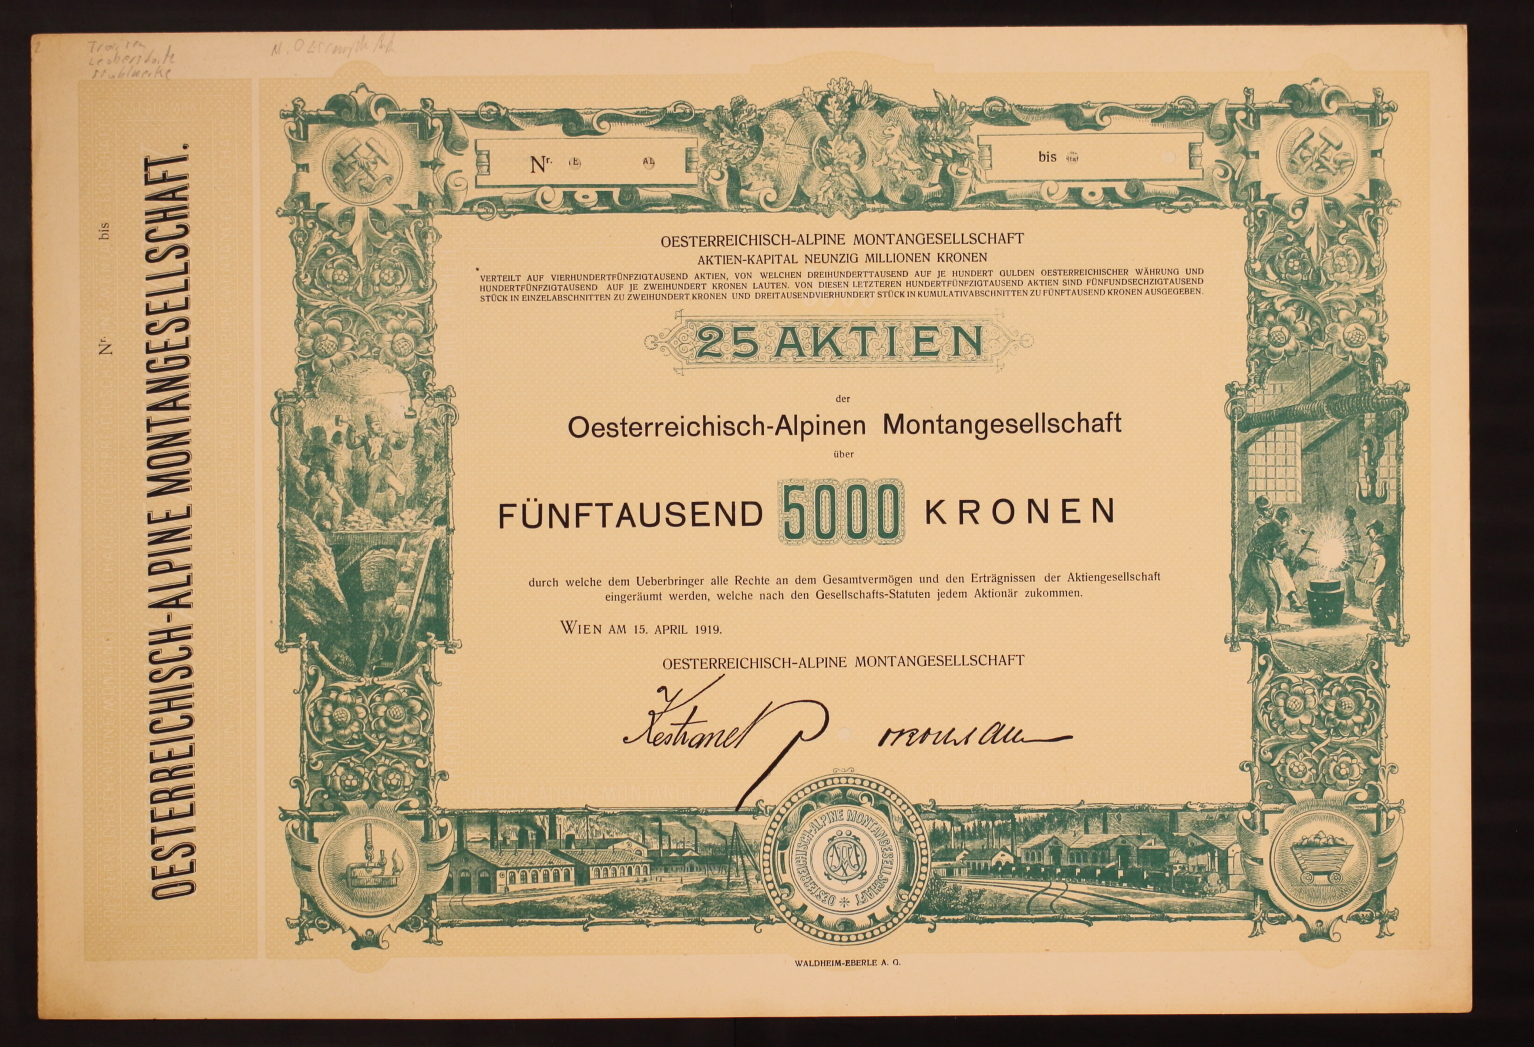 Nr.
bis
OESTERREICHISCH-ALPINE MONTANGESELLSCHAFT
AKTIEN-KAPITAL NEUNZIG MILLIONEN KRONEN
VERTEILT AUF VIERHUNDERTFÜNFZIGTAUSEND AKTIEN, VON WELCHEN DREIHUNDERTTAUSEND AUF JE HUNDERT GULDEN OESTERREICHISCHER WÄHRUNG UND
HUNDERTFÜNFZIGTAUSEND AUF JE ZWEIHUNDERT KRONEN LAUTEN. VON DIESEN LETZTEREN HUNDERTFÜNFZIGTAUSEND AKTIEN SIND FÜNFUNDSECHZIGTAUSEND
STÜCK IN EINZELABSCHNITTEN ZU ZWEIHUNDERT KRONEN UND DREITAUSENDVIERHUNDERT STÜCK IN KUMULATIVABSCHNITTEN ZU FÜNFTAUSEND KRONEN AUSGEGEBEN.
25 AKTIEN
der
Oesterreichisch-Alpinen Montangesellschaft
über
FÜNFTAUSEND 5000 KRONEN
durch welche dem Ueberbringer alle Rechte an dem Gesamtvermögen und den Erträgnissen der Aktiengesellschaft
eingeräumt werden, welche nach den Gesellschafts-Statuten jedem Aktionär zukommen.
WIEN AM 15. APRIL 1919.
OESTERREICHISCH-ALPINE MONTANGESELLSCHAFT
Kestranek
OESTERREICHISCH-ALPINE MONTANGESELLSCHAFT *
WALDHEIM-EBERLE A. G.
Nr. bis
OESTERREICHISCH-ALPINE MONTANGESELLSCHAFT.